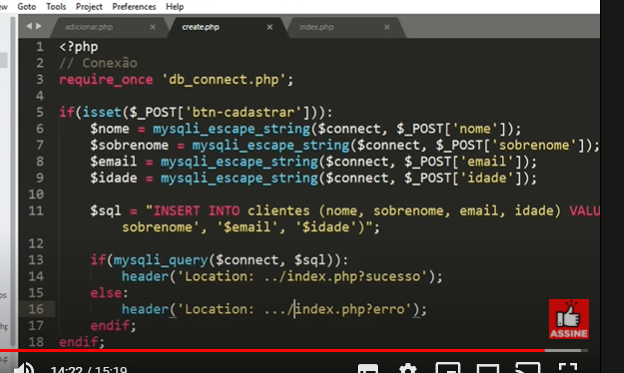 Goto Tools Project Preferences Help
adicionar.php × create.php × index.php ×
1 <?php
2 // Conexão
3 require_once 'db_connect.php';
4
5 if(isset($_POST['btn-cadastrar'])):
6 $nome = mysqli_escape_string($connect, $_POST['nome']);
7 $sobrenome = mysqli_escape_string($connect, $_POST['sobrenome']);
8 $email = mysqli_escape_string($connect, $_POST['email']);
9 $idade = mysqli_escape_string($connect, $_POST['idade']);
10
11 $sql = "INSERT INTO clientes (nome, sobrenome, email, idade) VALU
sobrenome', '$email', '$idade')";
12
13 if(mysqli_query($connect, $sql)):
14 header('Location: ../index.php?sucesso');
15 else:
16 header('Location: .../index.php?erro');
17 endif;
18 endif;
ASSINE
14:22 / 15:19